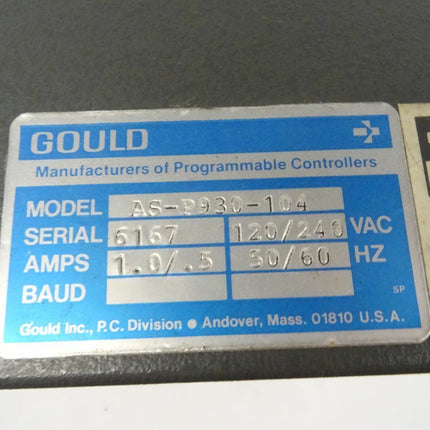 GOULD
Manufacturers of Programmable Controllers
MODEL AS-P930-104
SERIAL 6167 120/240 VAC
AMPS 1.0/.5 50/60 HZ
BAUD
SP
Gould Inc., P.C. Division ● Andover, Mass. 01810 U.S.A.